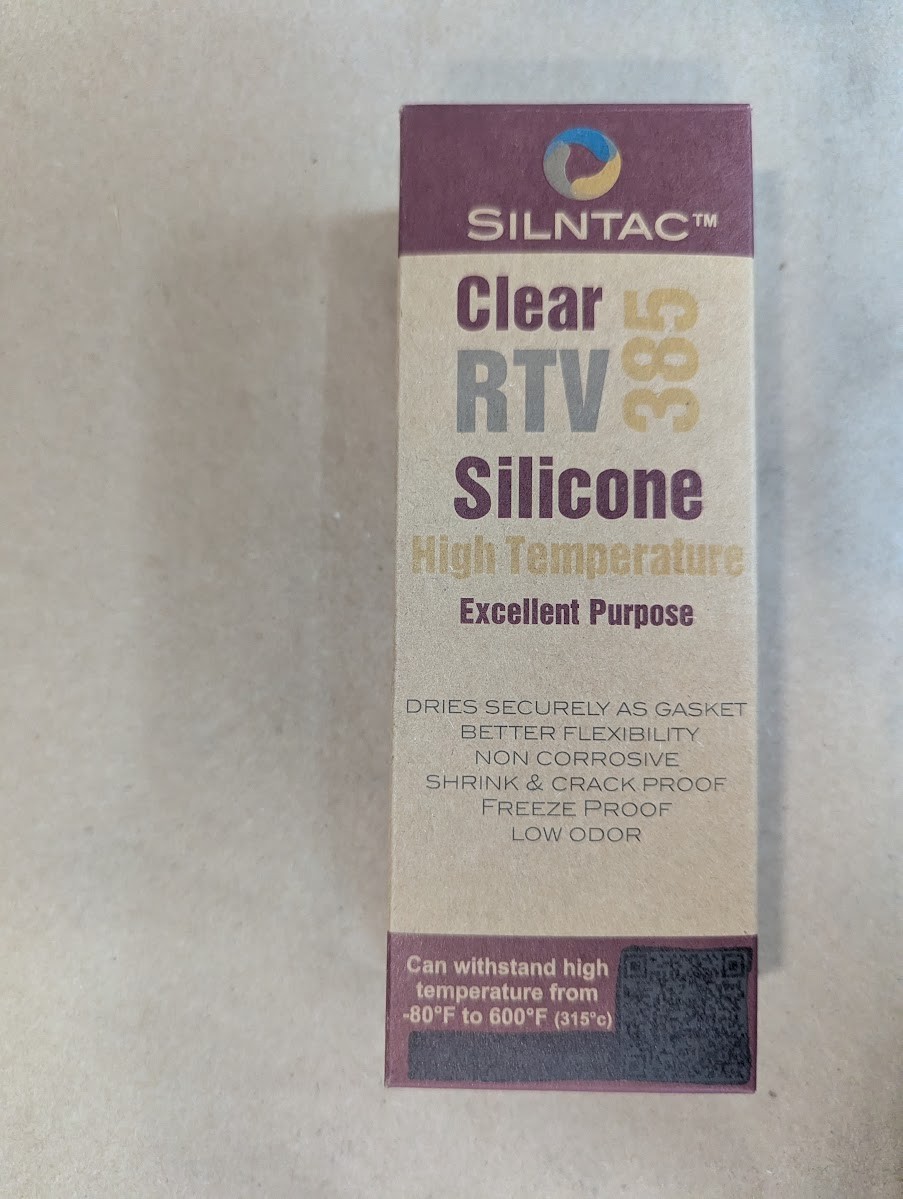 SILNTAC™
Clear
RTV
385
Silicone
High Temperature
Excellent Purpose
DRIES SECURELY AS GASKET
BETTER FLEXIBILITY
NON CORROSIVE
SHRINK & CRACK PROOF
FREEZE PROOF
LOW ODOR
Can withstand high
temperature from
-80°F to 600°F (315°c)